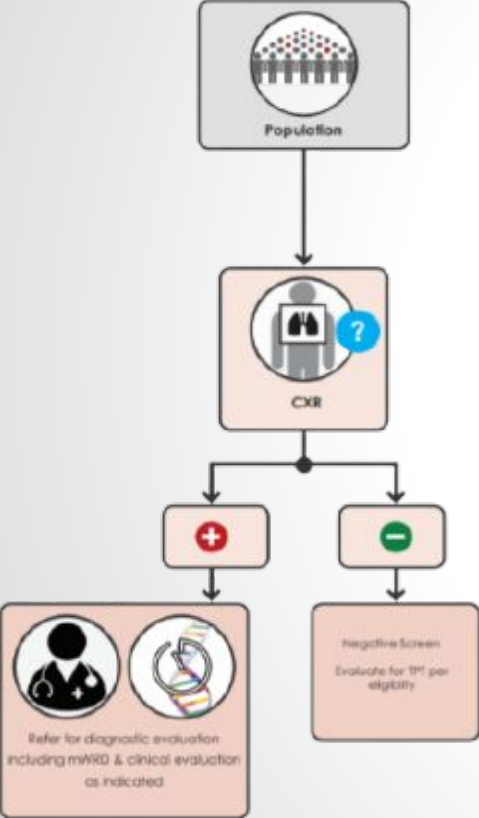 Population
?
CXR
Refer for diagnostic evaluation
including mWRD & clinical evaluation
as indicated
Negative Screen
Evaluate for TPT per
eligibility